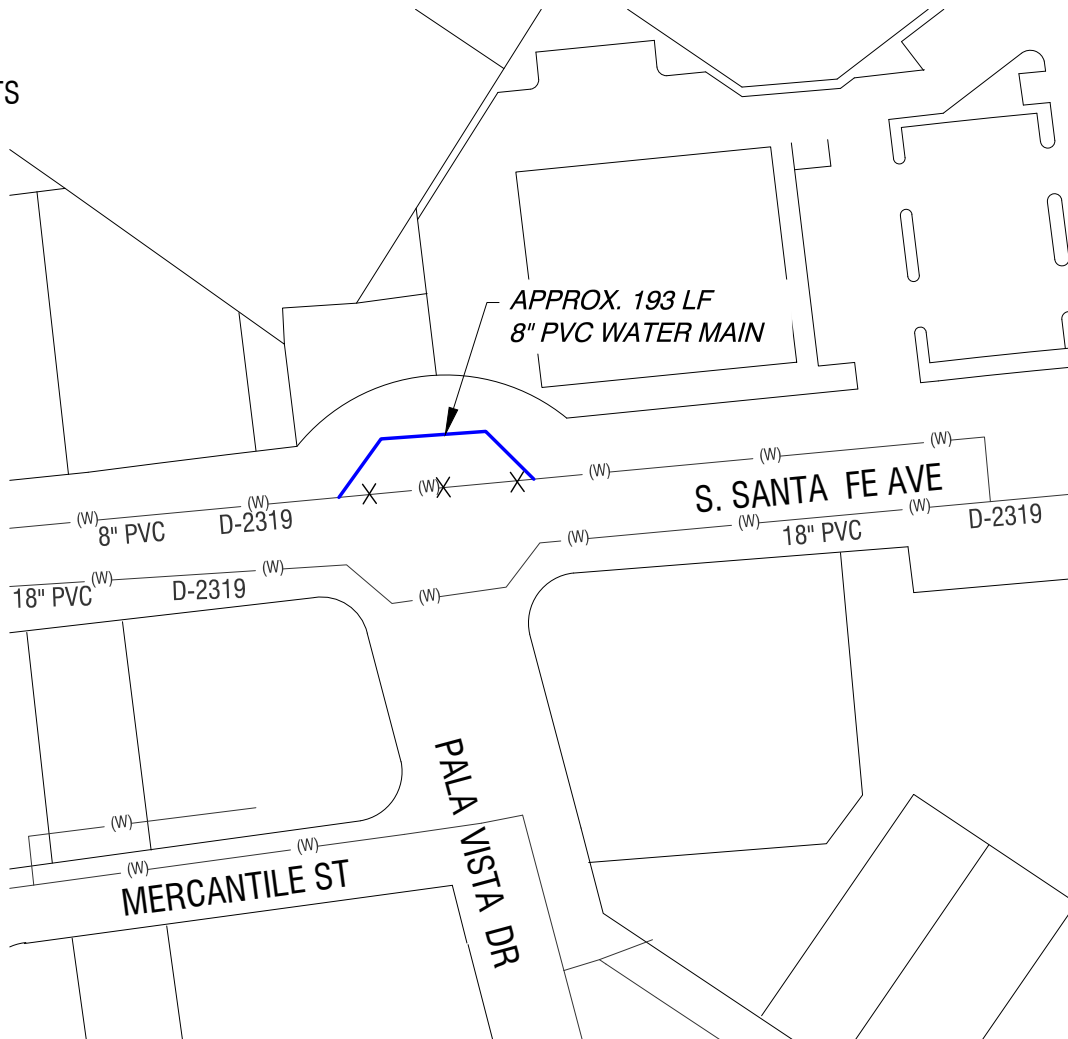 TS
APPROX. 193 LF
8" PVC WATER MAIN
(W)
(W)
(W)
(W)
(W)
(W)
8" PVC
D-2319
S. SANTA FE AVE
(W)
(W)
(W)
(W)
(W)
(W)
18" PVC
D-2319
18" PVC
D-2319
PALA VISTA DR
(W)
(W)
(W)
MERCANTILE ST